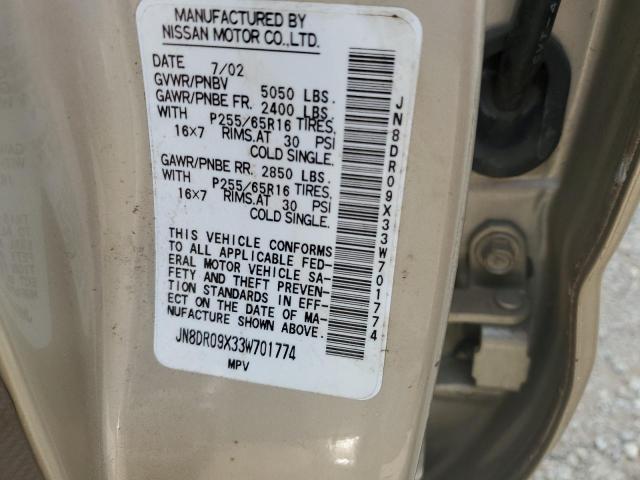 MANUFACTURED BY
NISSAN MOTOR CO.,LTD.
DATE 7/02
GVWR/PNBV 5050 LBS.
GAWR/PNBE FR. 2400 LBS.
WITH P255/65R16 TIRES,
16×7 RIMS.AT 30 PSI
COLD SINGLE.
GAWR/PNBE RR. 2850 LBS.
WITH P255/65R16 TIRES,
16×7 RIMS.AT 30 PSI
COLD SINGLE.
THIS VEHICLE CONFORMS
TO ALL APPLICABLE FED-
ERAL MOTOR VEHICLE SA-
FETY AND THEFT PREVEN-
TION STANDARDS IN EFF-
ECT ON THE DATE OF MA-
NUFACTURE SHOWN ABOVE.
JN8DR09X33W701774
MPV
JN8DR09X33W701774